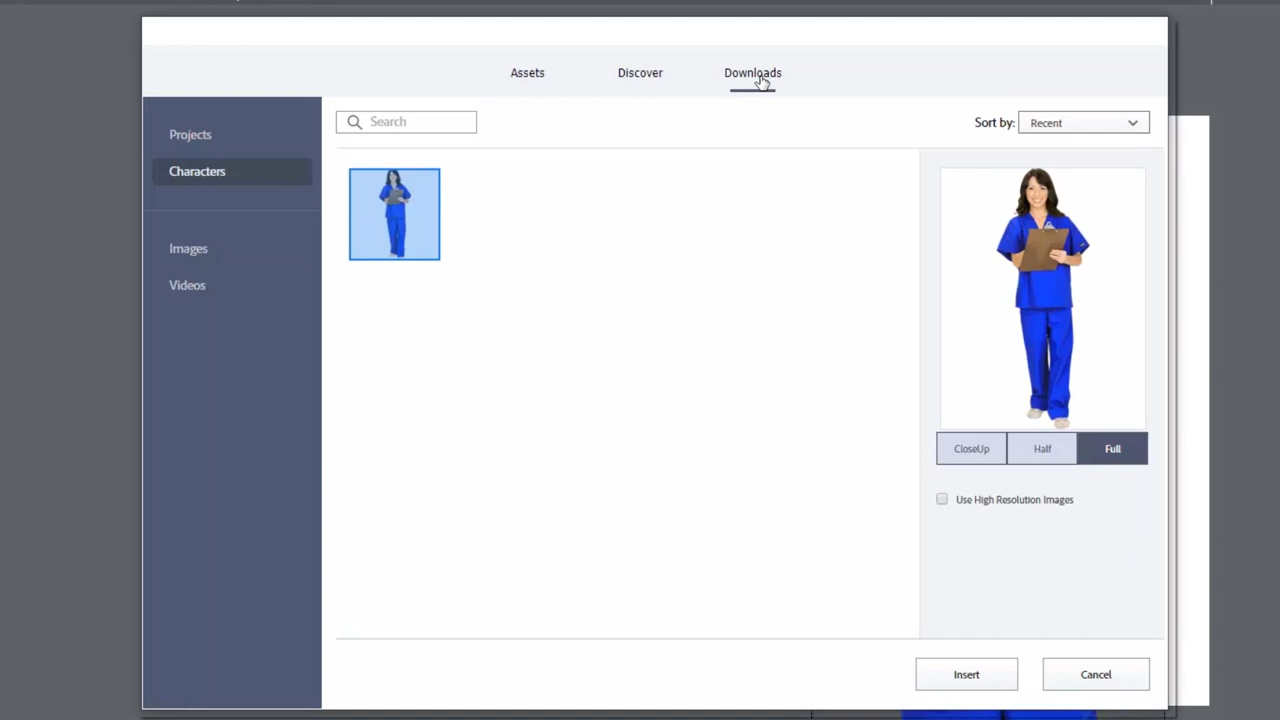 Assets
Discover
Downloads
Projects
Search
Sort by:
Recent
Characters
Images
Videos
CloseUp
Half
Full
Use High Resolution Images
Insert
Cancel